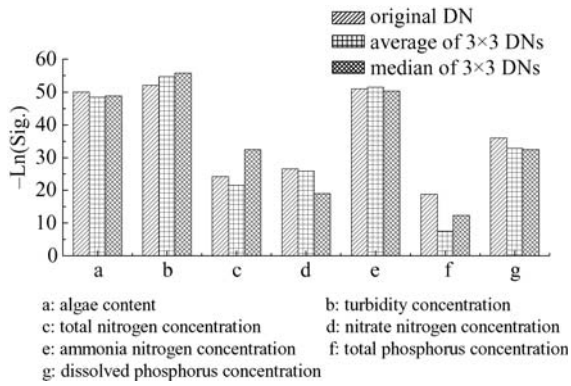 original DN
average of 3×3 DNs
median of 3×3 DNs
–Ln(Sig.)
60
50
40
30
20
10
0
a b c d e f g
a: algae content b: turbidity concentration
c: total nitrogen concentration d: nitrate nitrogen concentration
e: ammonia nitrogen concentration f: total phosphorus concentration
g: dissolved phosphorus concentration